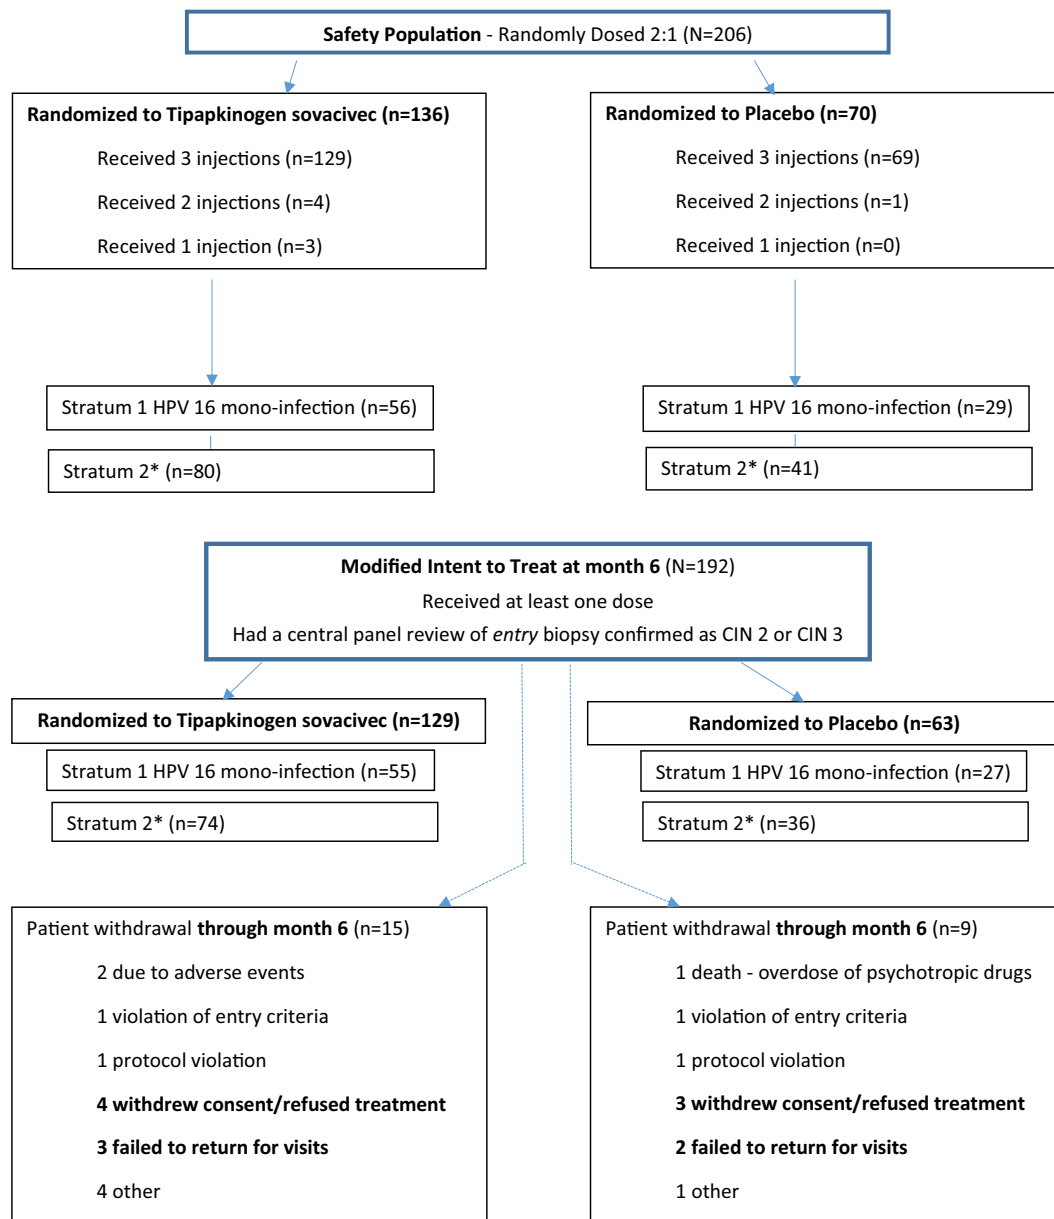 Safety Population - Randomly Dosed 2:1 (N=206)
Randomized to Tipapkinogen sovacivec (n=136)
Received 3 injections (n=129)
Received 2 injections (n=4)
Received 1 injection (n=3)
Randomized to Placebo (n=70)
Received 3 injections (n=69)
Received 2 injections (n=1)
Received 1 injection (n=0)
Stratum 1 HPV 16 mono-infection (n=56)
Stratum 2* (n=80)
Stratum 1 HPV 16 mono-infection (n=29)
Stratum 2* (n=41)
Modified Intent to Treat at month 6 (N=192)
Received at least one dose
Had a central panel review of entry biopsy confirmed as CIN 2 or CIN 3
Randomized to Tipapkinogen sovacivec (n=129)
Stratum 1 HPV 16 mono-infection (n=55)
Stratum 2* (n=74)
Randomized to Placebo (n=63)
Stratum 1 HPV 16 mono-infection (n=27)
Stratum 2* (n=36)
Patient withdrawal through month 6 (n=15)
2 due to adverse events
1 violation of entry criteria
1 protocol violation
4 withdrew consent/refused treatment
3 failed to return for visits
4 other
Patient withdrawal through month 6 (n=9)
1 death - overdose of psychotropic drugs
1 violation of entry criteria
1 protocol violation
3 withdrew consent/refused treatment
2 failed to return for visits
1 other